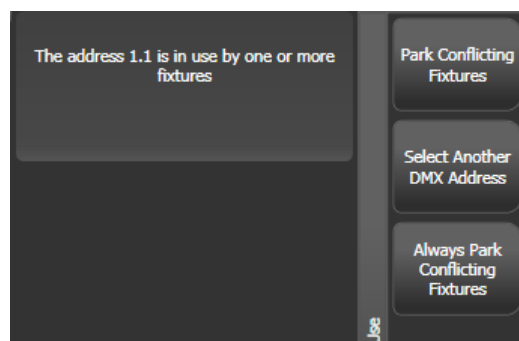 The address 1.1 is in use by one or more
fixtures
Park Conflicting
Fixtures
Select Another
DMX Address
Always Park
Conflicting
Fixtures